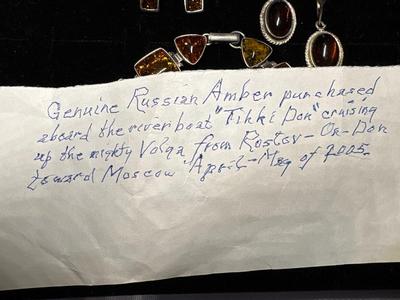 Genuine Russian Amber purchased
aboard the river boat "Tikki Don" cruising
up the mighty Volga from Rostov-On-Don
toward Moscow "April-May of 2005.